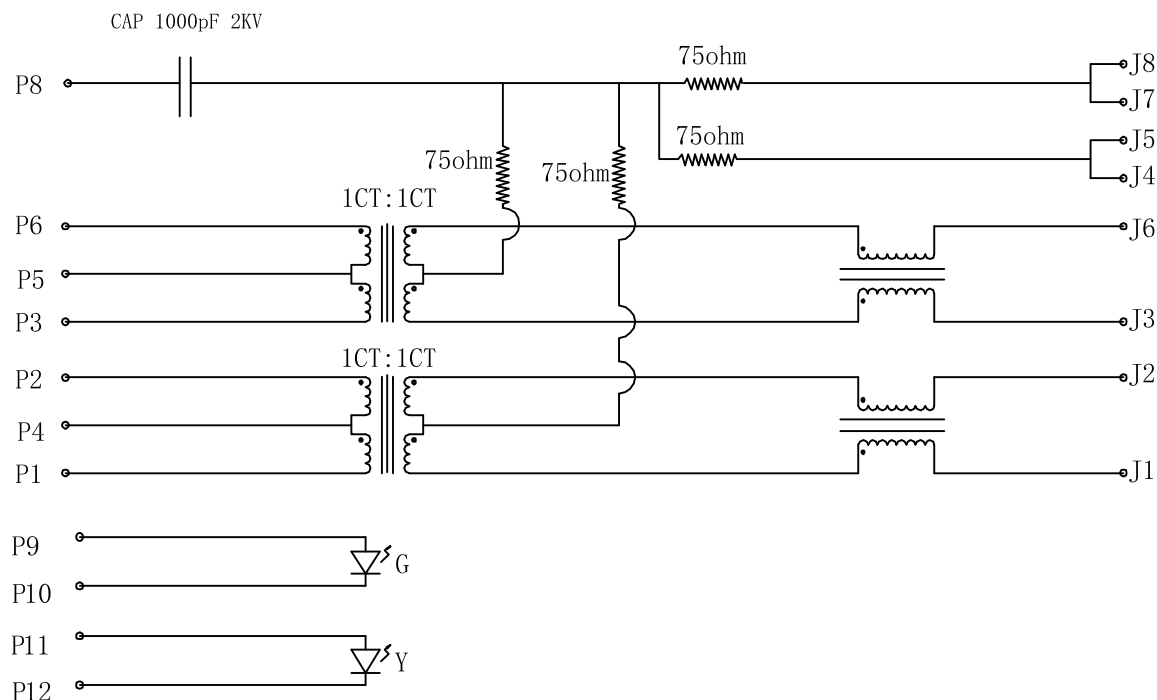 CAP 1000pF 2KV
75ohm
P8
J8
J7
75ohm
J5
75ohm
75ohm
J4
1CT:1CT
P6
J6
P5
P3
J3
1CT:1CT
P2
J2
P4
P1
J1
P9
G
P10
P11
Y
P12